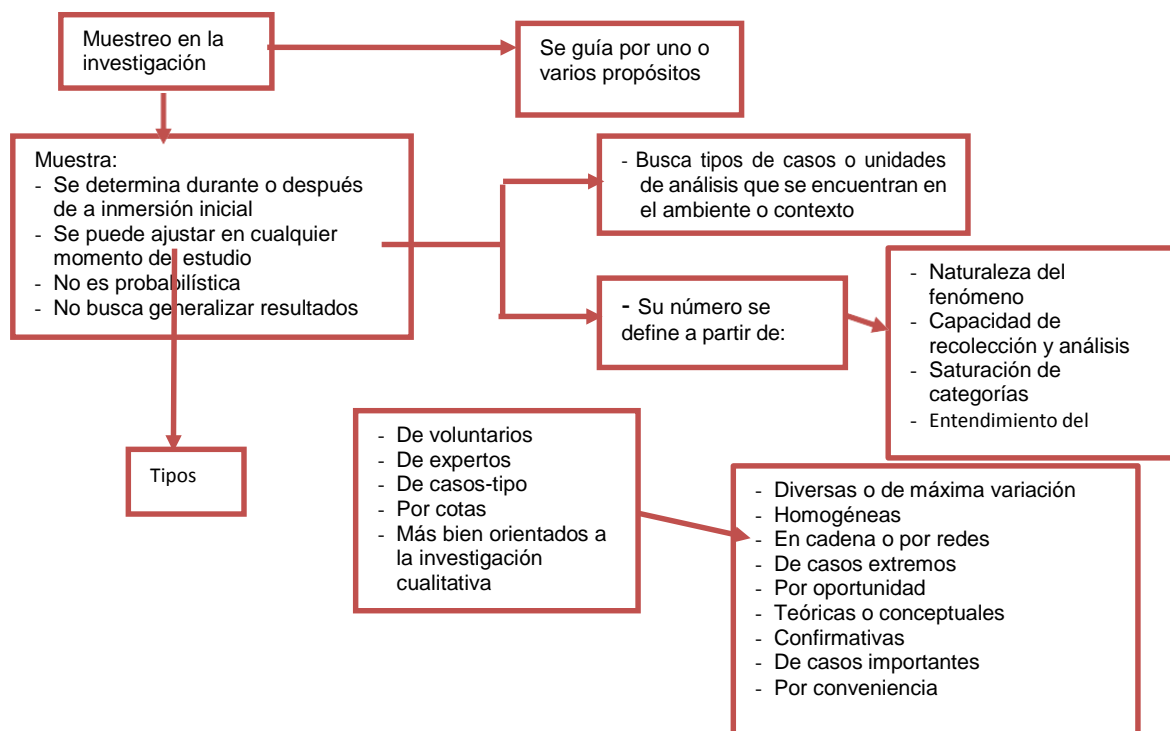 Muestreo en la
investigación
Se guía por uno o
varios propósitos
Muestra:
- Se determina durante o después
de a inmersión inicial
- Se puede ajustar en cualquier
momento del estudio
- No es probabilística
- No busca generalizar resultados
- Busca tipos de casos o unidades
de análisis que se encuentran en
el ambiente o contexto
- Su número se
define a partir de:
- Naturaleza del
fenómeno
- Capacidad de
recolección y análisis
- Saturación de
categorías
- Entendimiento del
Tipos
- De voluntarios
- De expertos
- De casos-tipo
- Por cotas
- Más bien orientados a
la investigación
cualitativa
- Diversas o de máxima variación
- Homogéneas
- En cadena o por redes
- De casos extremos
- Por oportunidad
- Teóricas o conceptuales
- Confirmativas
- De casos importantes
- Por conveniencia